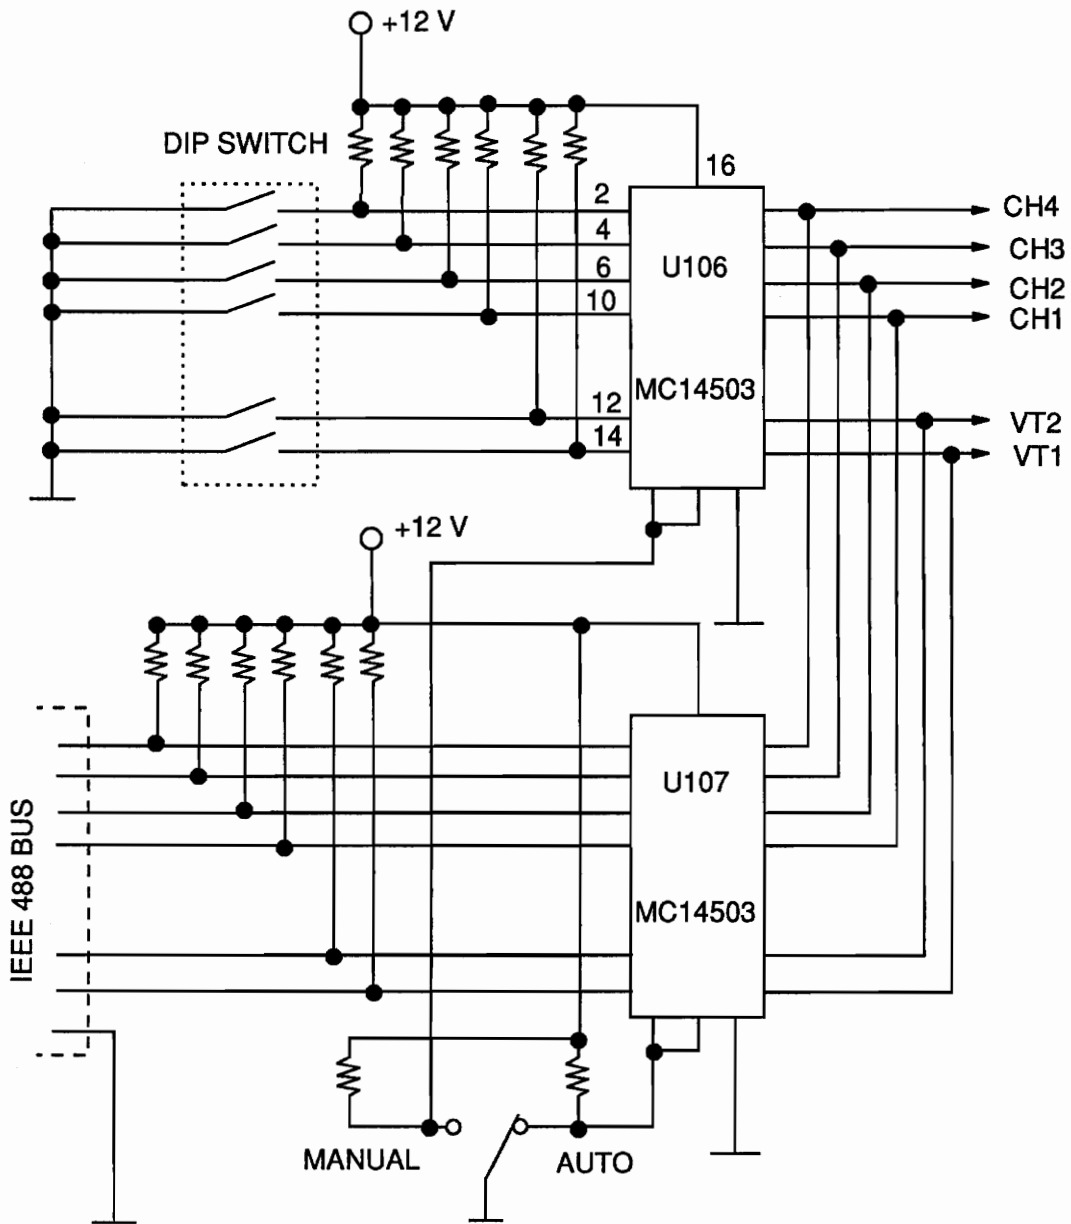 +12 V
DIP SWITCH
16
2
4
6
10
12
14
U106
MC14503
CH4
CH3
CH2
CH1
VT2
VT1
+12 V
IEEE 488 BUS
U107
MC14503
MANUAL
AUTO